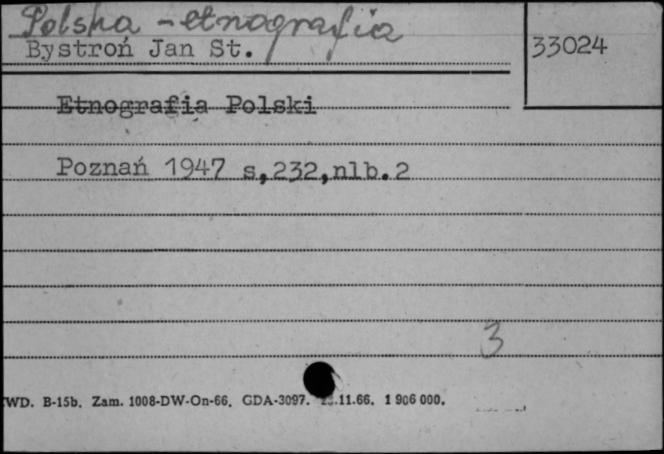 Polska - etnografia
Bystroń Jan St.
33024
Etnografia Polski
Poznań 1947 s,232,nlb.2
3
WD. B-15b. Zam. 1008-DW-On-66. GDA-3097. .11.66. 1 906 000.